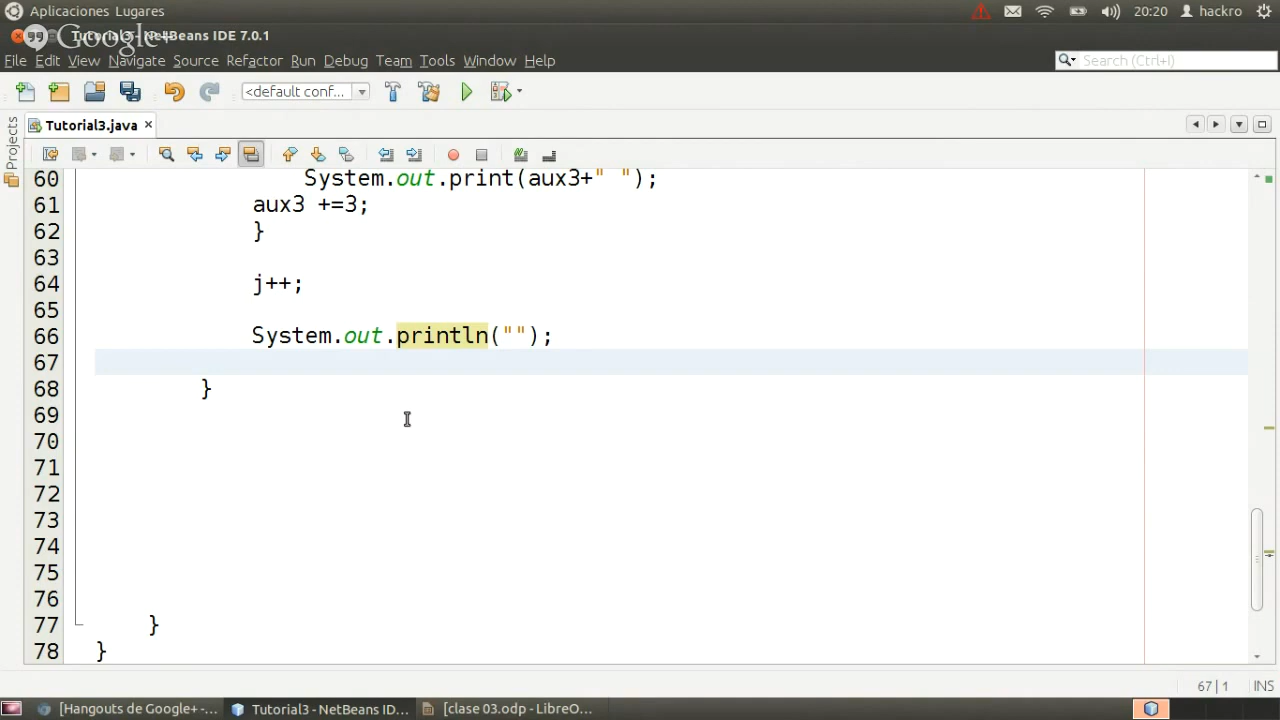 Aplicaciones Lugares
20:20 hackro
Google+
Tutorial3 - NetBeans IDE 7.0.1
File Edit View Navigate Source Refactor Run Debug Team Tools Window Help
Search (Ctrl+I)
<default conf...
Tutorial3.java
Projects
60 System.out.print(aux3+" ");
61 aux3 +=3;
62 }
63
64 j++;
65
66 System.out.println("");
67
68 }
69
70
71
72
73
74
75
76
77 }
78 }
67|1 INS
[Hangouts de Google+ -... Tutorial3 - NetBeans ID... [clase 03.odp - LibreO...